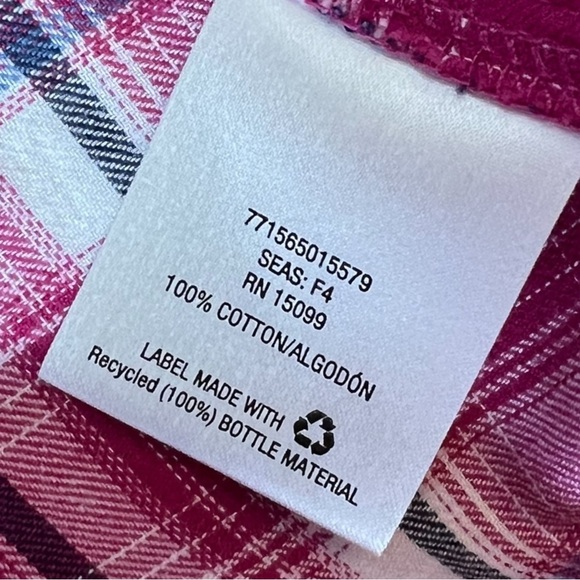 771565015579
SEAS: F4
RN 15099
100% COTTON/ALGODÓN
LABEL MADE WITH
Recycled (100%) BOTTLE MATERIAL